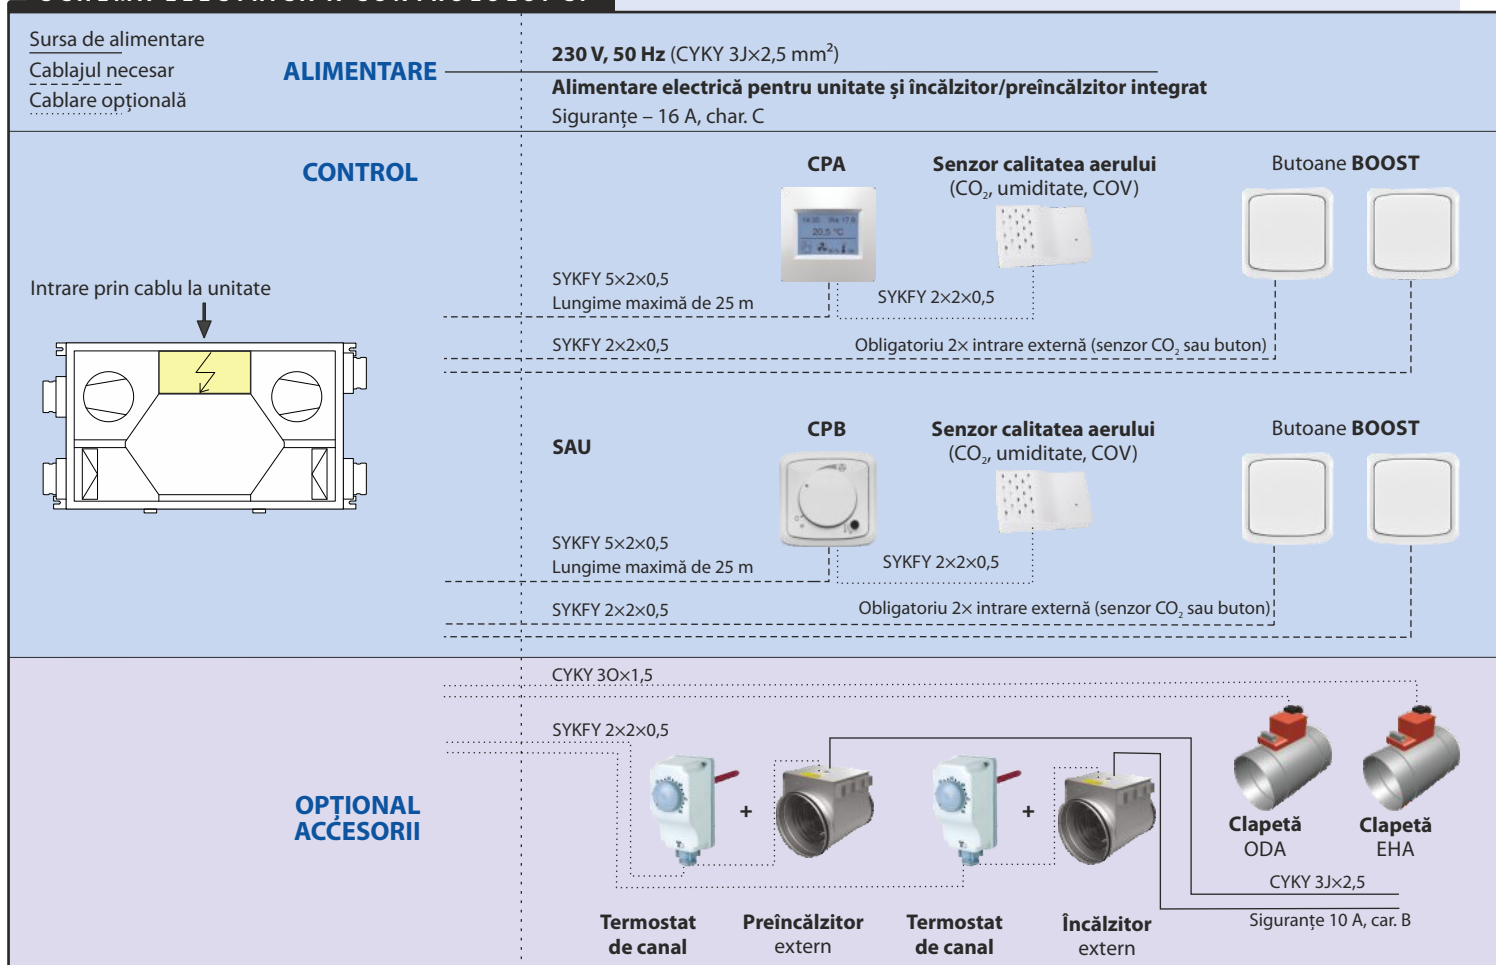 Sursa de alimentare
Cablajul necesar
Cablare opțională
ALIMENTARE
230 V, 50 Hz (CYKY 3J×2,5 mm²)
Alimentare electrică pentru unitate și încălzitor/preîncălzitor integrat
Siguranțe – 16 A, char. C
CONTROL
CPA
Senzor calitatea aerului
(CO₂, umiditate, COV)
Butoane BOOST
20,5 °C
SYKFY 5×2×0,5
Lungime maximă de 25 m
SYKFY 2×2×0,5
Intrare prin cablu la unitate
SYKFY 2×2×0,5
Obligatoriu 2× intrare externă (senzor CO₂ sau buton)
SAU
CPB
Senzor calitatea aerului
(CO₂, umiditate, COV)
Butoane BOOST
SYKFY 5×2×0,5
Lungime maximă de 25 m
SYKFY 2×2×0,5
SYKFY 2×2×0,5
Obligatoriu 2× intrare externă (senzor CO₂ sau buton)
CYKY 3O×1,5
SYKFY 2×2×0,5
OPȚIONAL
ACCESORII
+
+
Clapetă
ODA
Clapetă
EHA
CYKY 3J×2,5
Siguranțe 10 A, car. B
Termostat
de canal
Preîncălzitor
extern
Termostat
de canal
Încălzitor
extern